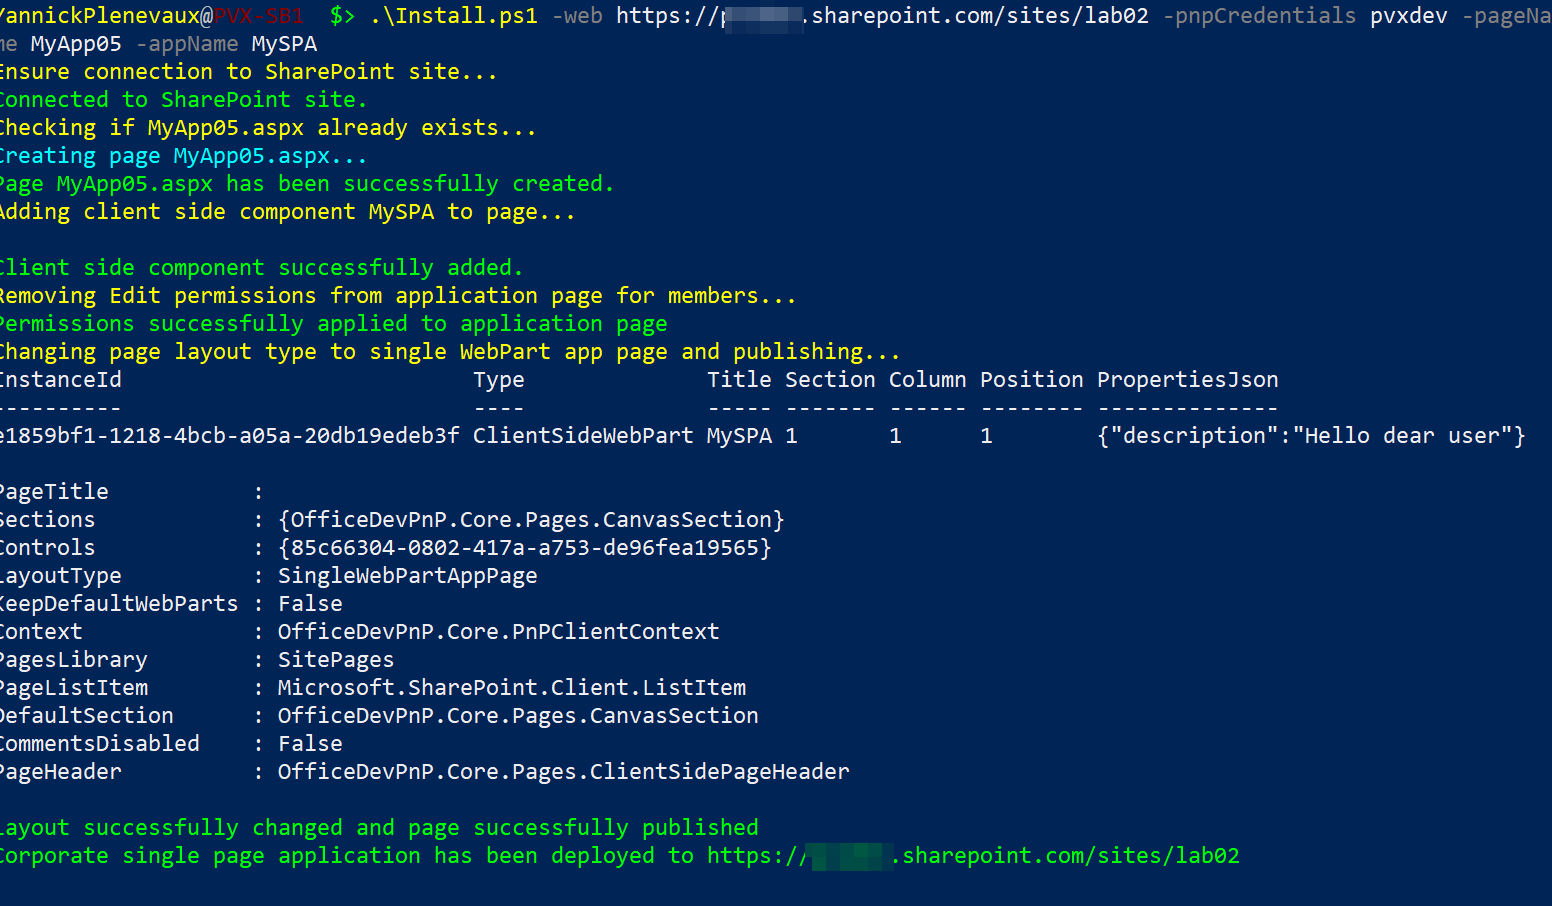 YannickPlenevaux@PVX-SB1  $> .\Install.ps1 -web https://p.sharepoint.com/sites/lab02 -pnpCredentials pvxdev -pageNa
me MyApp05 -appName MySPA
Ensure connection to SharePoint site...
Connected to SharePoint site.
Checking if MyApp05.aspx already exists...
Creating page MyApp05.aspx...
Page MyApp05.aspx has been successfully created.
Adding client side component MySPA to page...
Client side component successfully added.
Removing Edit permissions from application page for members...
Permissions successfully applied to application page
Changing page layout type to single WebPart app page and publishing...
InstanceId                           Type              Title Section Column Position PropertiesJson
----------                           ----              ----- ------- ------ -------- --------------
e1859bf1-1218-4bcb-a05a-20db19edeb3f ClientSideWebPart MySPA 1       1      1        {"description":"Hello dear user"}
PageTitle           :
Sections            : {OfficeDevPnP.Core.Pages.CanvasSection}
Controls            : {85c66304-0802-417a-a753-de96fea19565}
LayoutType          : SingleWebPartAppPage
KeepDefaultWebParts : False
Context             : OfficeDevPnP.Core.PnPClientContext
PagesLibrary        : SitePages
PageListItem        : Microsoft.SharePoint.Client.ListItem
DefaultSection      : OfficeDevPnP.Core.Pages.CanvasSection
CommentsDisabled    : False
PageHeader          : OfficeDevPnP.Core.Pages.ClientSidePageHeader
Layout successfully changed and page successfully published
Corporate single page application has been deployed to https://.sharepoint.com/sites/lab02